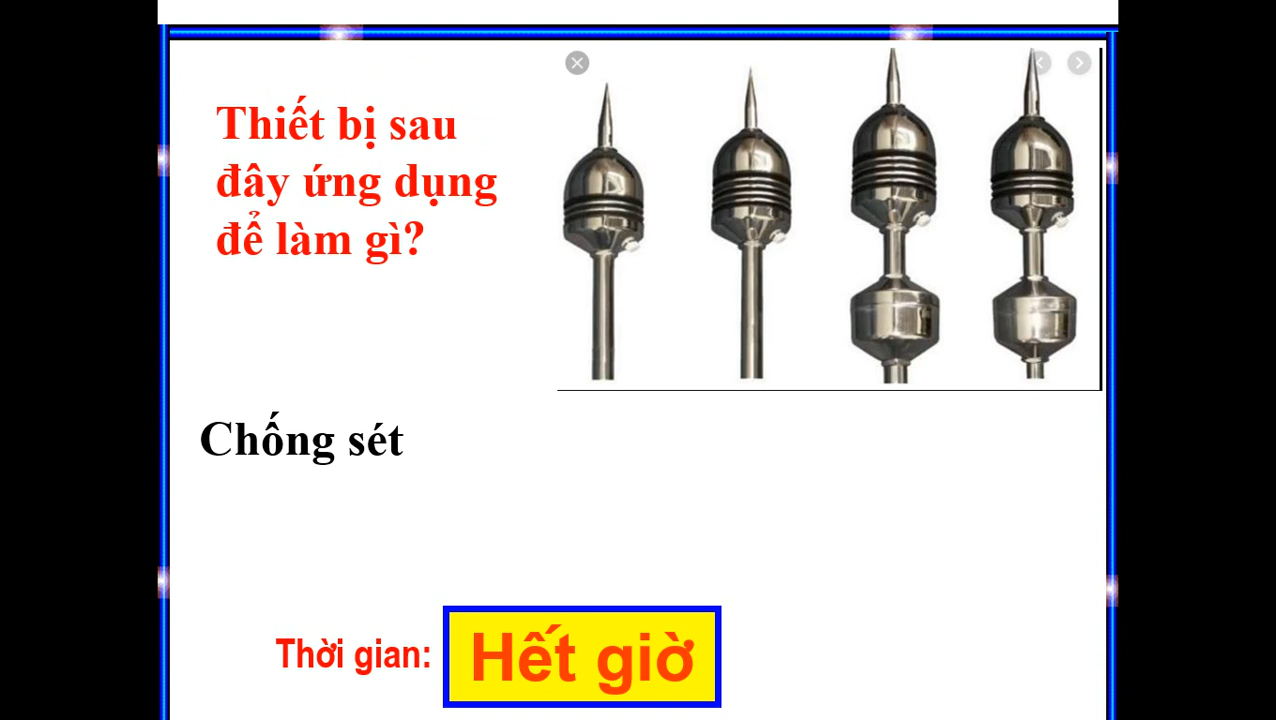 Thiết bị sau
đây ứng dụng
để làm gì?
Chống sét
Thời gian:
Hết giờ